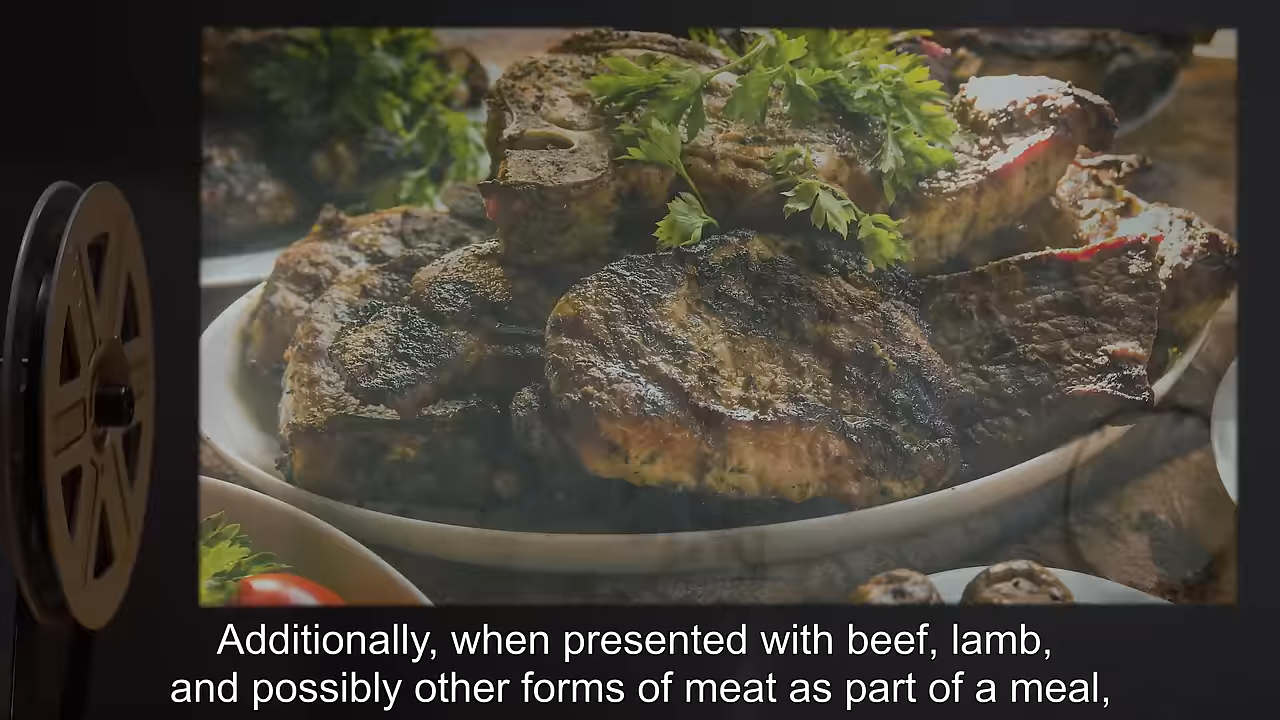 Additionally, when presented with beef, lamb,
and possibly other forms of meat as part of a meal,